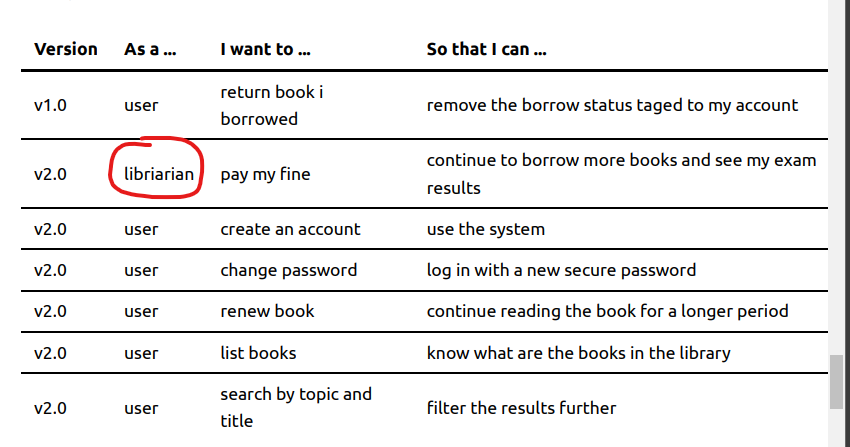 Version As a ... I want to ... So that I can ...
v1.0 user return book i borrowed remove the borrow status taged to my account
v2.0 libriarian pay my fine continue to borrow more books and see my exam results
v2.0 user create an account use the system
v2.0 user change password log in with a new secure password
v2.0 user renew book continue reading the book for a longer period
v2.0 user list books know what are the books in the library
v2.0 user search by topic and title filter the results further